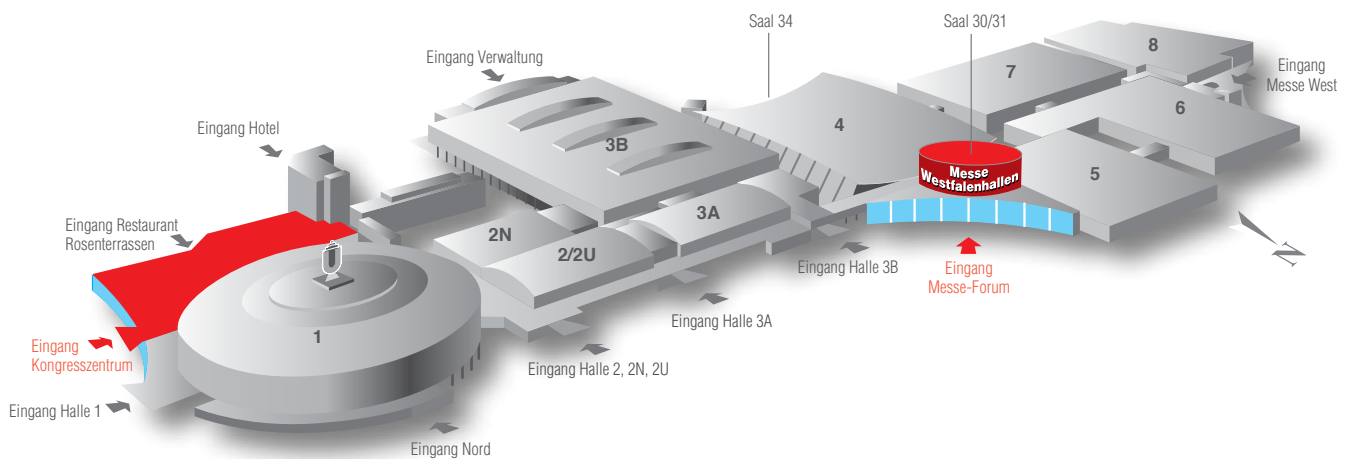 Saal 34
Saal 30/31
8
Eingang Verwaltung
7
Eingang
Messe West
6
4
Eingang Hotel
3B
Messe
Westfalenhallen
5
Eingang Restaurant
Rosenterrassen
3A
2N
2/2U
N
Eingang Halle 3B
Eingang
Messe-Forum
Eingang Halle 3A
1
Eingang
Kongresszentrum
Eingang Halle 2, 2N, 2U
Eingang Halle 1
Eingang Nord